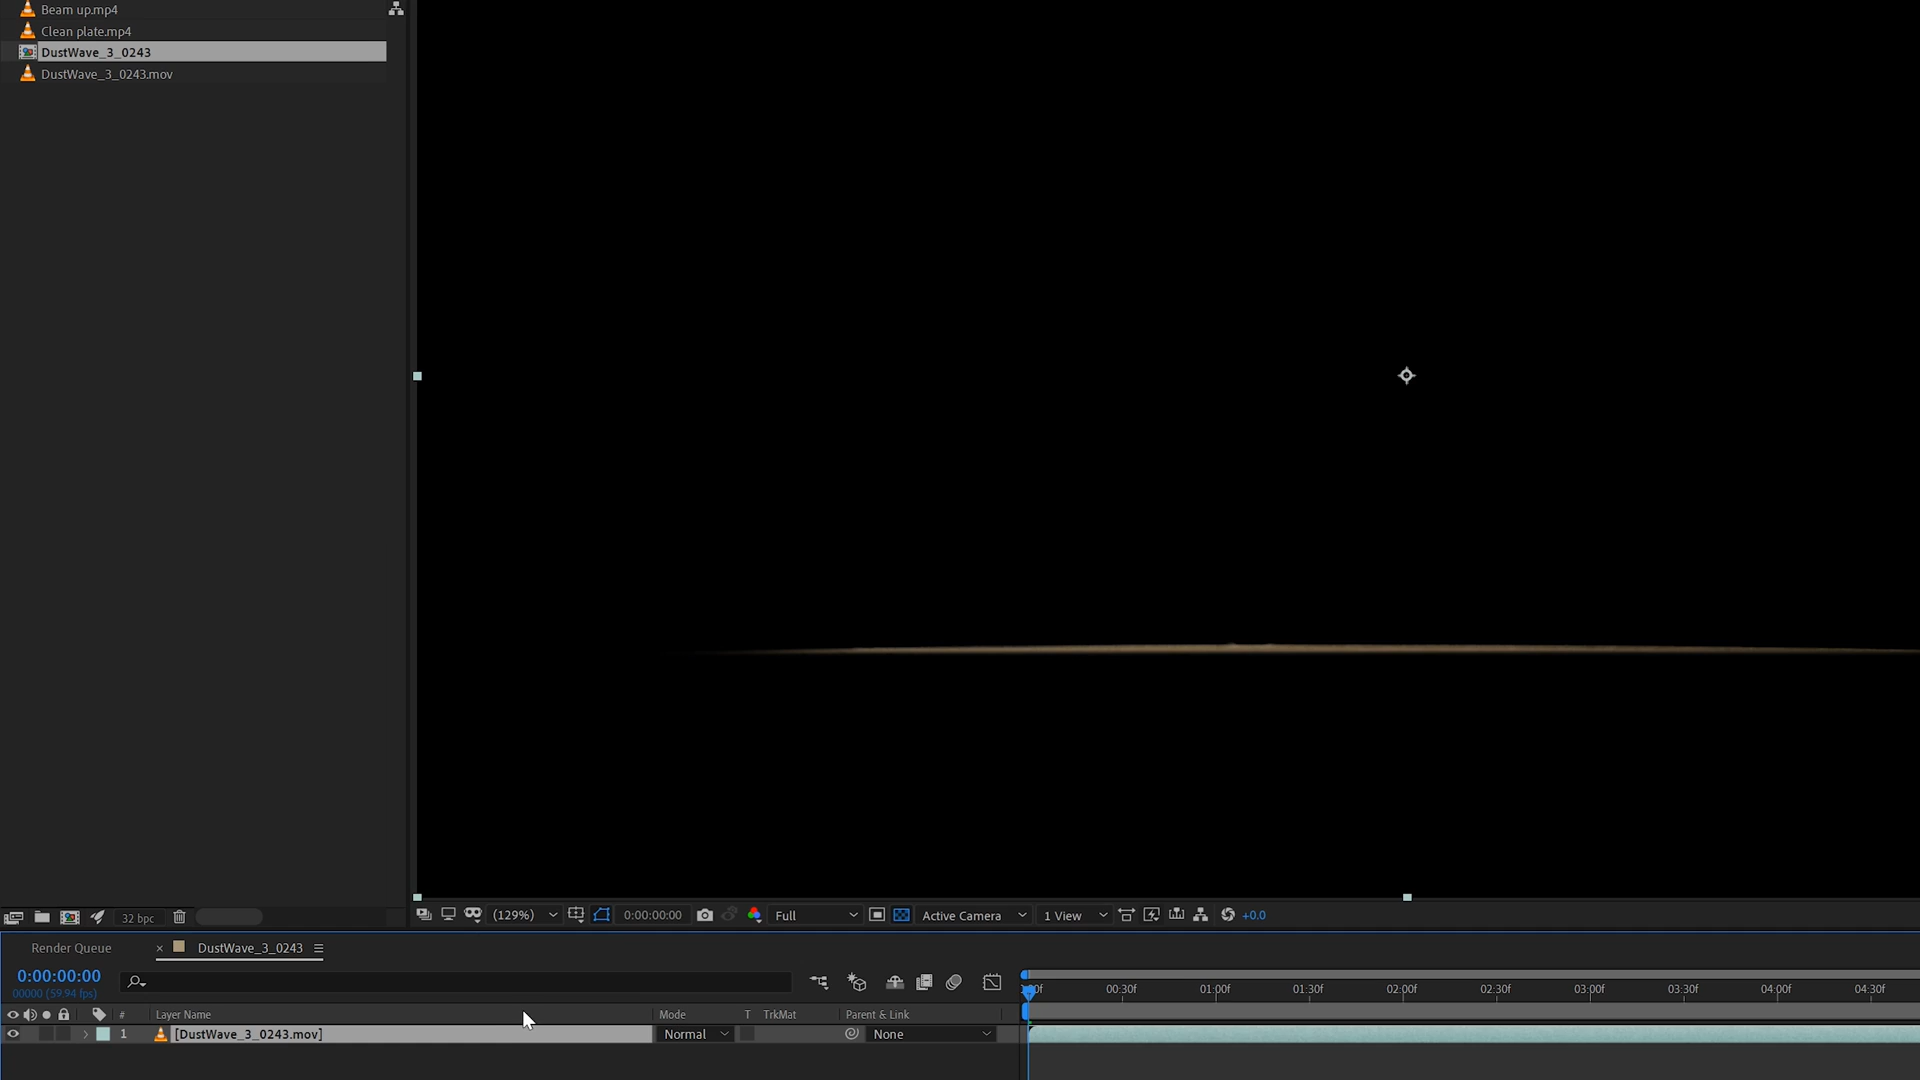 Beam up.mp4
Clean plate.mp4
DustWave_3_0243
DustWave_3_0243.mov
32 bpc
(129%) 0:00:00:00 Full Active Camera 1 View +0.0
Render Queue × DustWave_3_0243
0:00:00:00
00000 (59.94 fps)
00:30f 01:00f 01:30f 02:00f 02:30f 03:00f 03:30f 04:00f 04:30f
# Layer Name Mode T TrkMat Parent & Link
1 [DustWave_3_0243.mov] Normal None